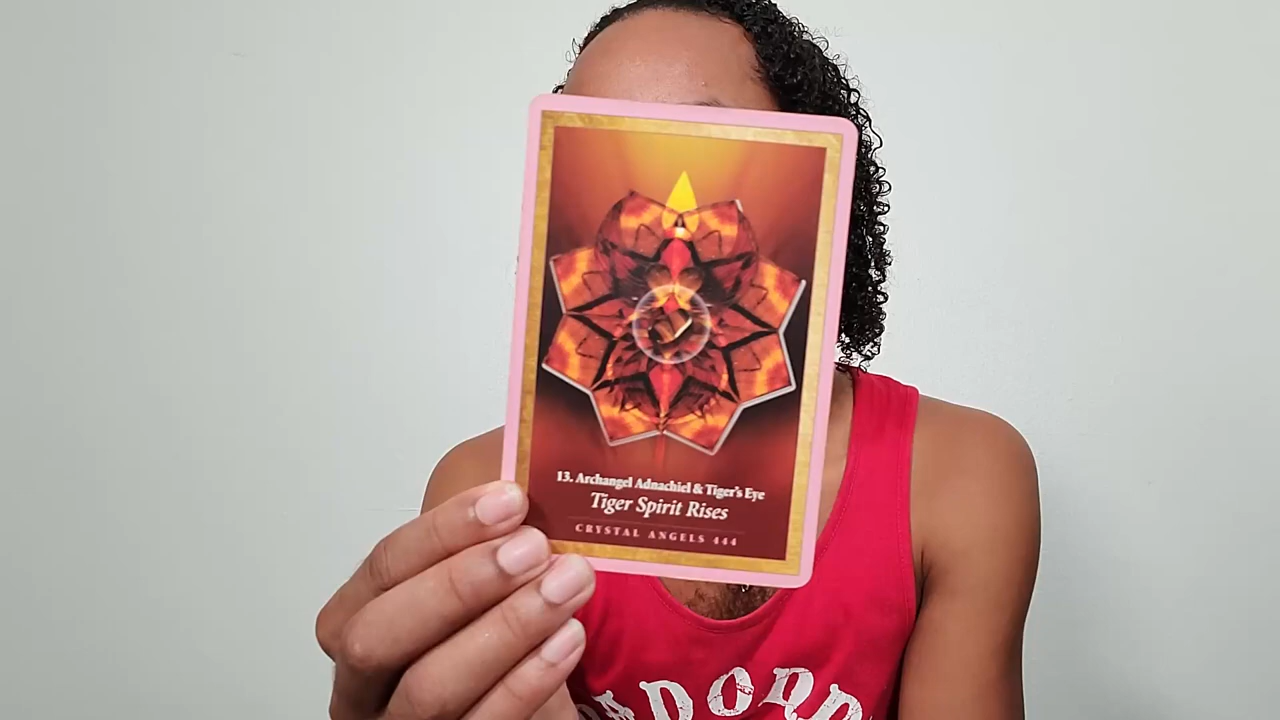 13. Archangel Adnachiel & Tiger's Eye
Tiger Spirit Rises
CRYSTAL ANGELS 444